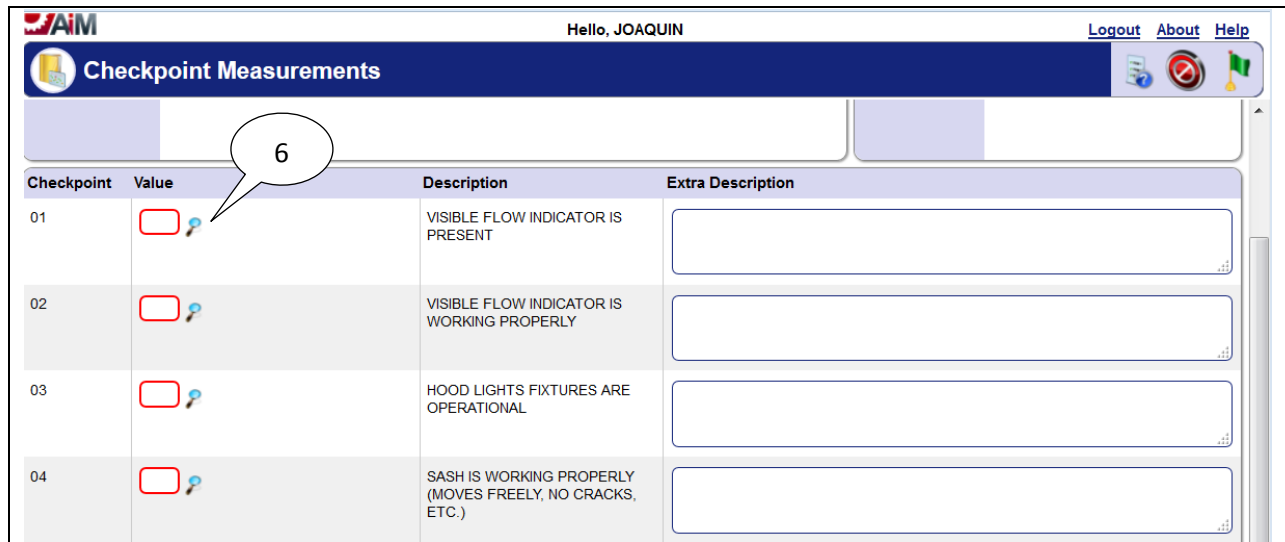 AiM
Hello, JOAQUIN
Logout About Help
Checkpoint Measurements
6
Checkpoint Value Description Extra Description
01 VISIBLE FLOW INDICATOR IS
PRESENT
02 VISIBLE FLOW INDICATOR IS
WORKING PROPERLY
03 HOOD LIGHTS FIXTURES ARE
OPERATIONAL
04 SASH IS WORKING PROPERLY
(MOVES FREELY, NO CRACKS,
ETC.)